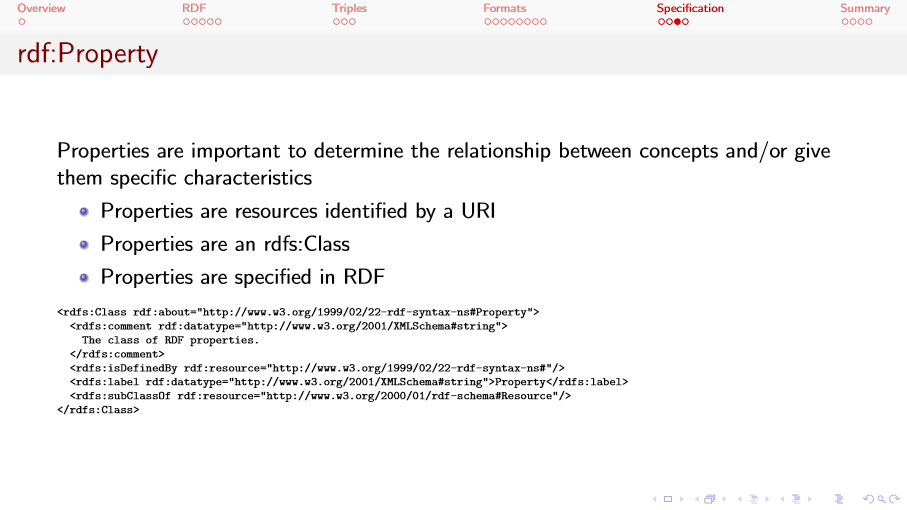 Overview RDF Triples Formats Specification Summary
rdf:Property
Properties are important to determine the relationship between concepts and/or give
them specific characteristics
Properties are resources identified by a URI
Properties are an rdfs:Class
Properties are specified in RDF
<rdfs:Class rdf:about="http://www.w3.org/1999/02/22-rdf-syntax-ns#Property">
<rdfs:comment rdf:datatype="http://www.w3.org/2001/XMLSchema#string">
The class of RDF properties.
</rdfs:comment>
<rdfs:isDefinedBy rdf:resource="http://www.w3.org/1999/02/22-rdf-syntax-ns#"/>
<rdfs:label rdf:datatype="http://www.w3.org/2001/XMLSchema#string">Property</rdfs:label>
<rdfs:subClassOf rdf:resource="http://www.w3.org/2000/01/rdf-schema#Resource"/>
</rdfs:Class>